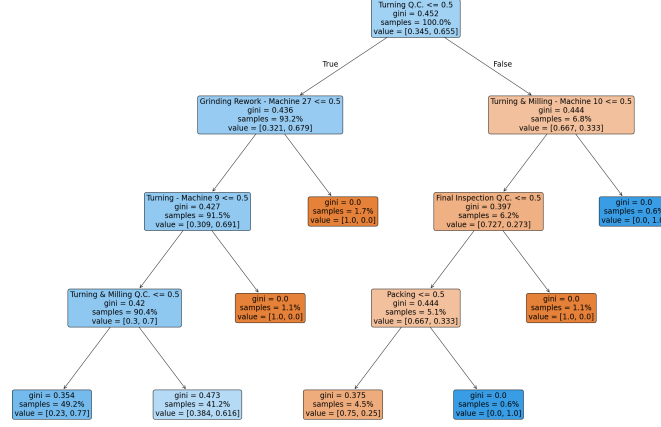 Turning Q.C. <= 0.5
gini = 0.452
samples = 100.0%
value = [0.345, 0.655]
True
False
Grinding Rework - Machine 27 <= 0.5
gini = 0.436
samples = 93.2%
value = [0.321, 0.679]
Turning & Milling - Machine 10 <= 0.5
gini = 0.444
samples = 6.8%
value = [0.667, 0.333]
Turning - Machine 9 <= 0.5
gini = 0.427
samples = 91.5%
value = [0.309, 0.691]
gini = 0.0
samples = 1.7%
value = [1.0, 0.0]
Final Inspection Q.C. <= 0.5
gini = 0.397
samples = 6.2%
value = [0.727, 0.273]
gini = 0.0
samples = 0.6%
value = [0.0, 1.0
Turning & Milling Q.C. <= 0.5
gini = 0.42
samples = 90.4%
value = [0.3, 0.7]
gini = 0.0
samples = 1.1%
value = [1.0, 0.0]
Packing <= 0.5
gini = 0.444
samples = 5.1%
value = [0.667, 0.333]
gini = 0.0
samples = 1.1%
value = [1.0, 0.0]
gini = 0.354
samples = 49.2%
value = [0.23, 0.77]
gini = 0.473
samples = 41.2%
value = [0.384, 0.616]
gini = 0.375
samples = 4.5%
value = [0.75, 0.25]
gini = 0.0
samples = 0.6%
value = [0.0, 1.0]